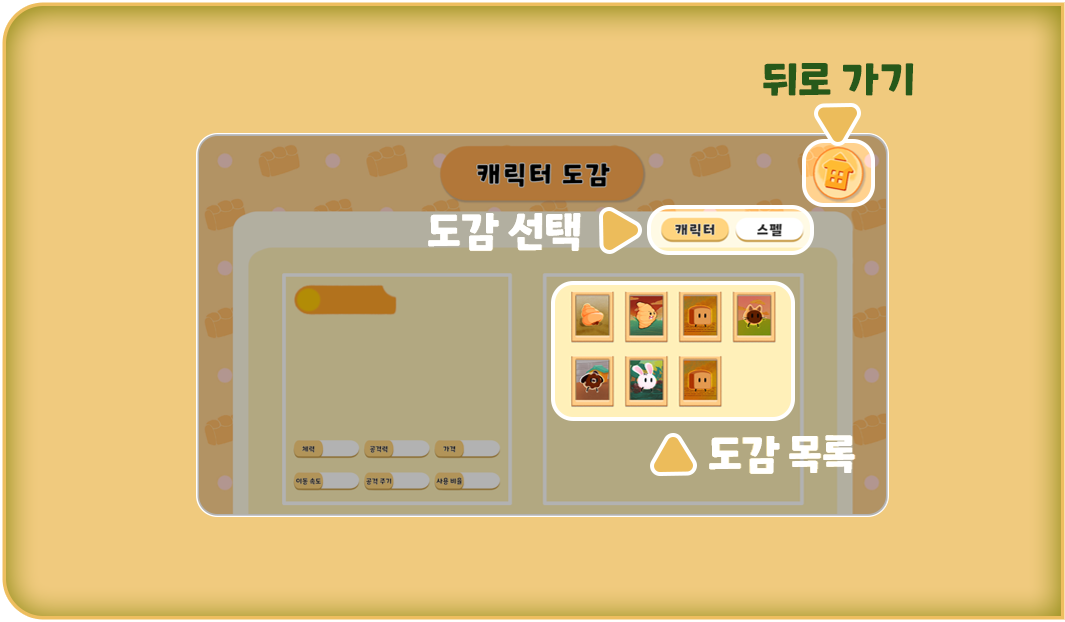 뒤로 가기
캐릭터 도감
도감 선택
캐릭터 스펠
체력 공격력 가격
이동 속도 공격 주기 사용 비율
도감 목록